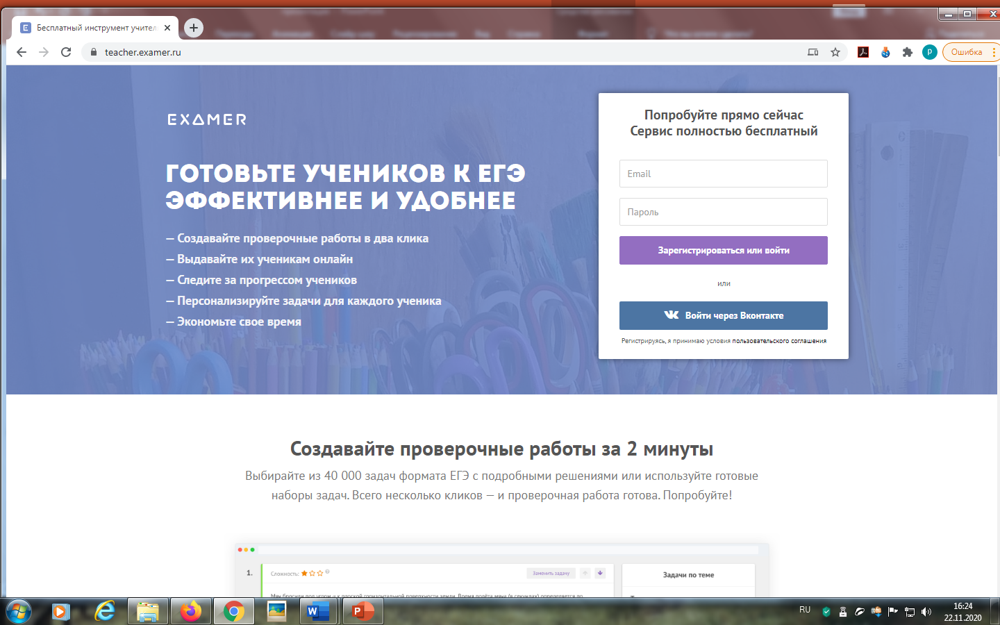 Бесплатный инструмент учител
teacher.examer.ru
Ошибка
EXAMER
ГОТОВЬТЕ УЧЕНИКОВ К ЕГЭ
ЭФФЕКТИВНЕЕ И УДОБНЕЕ
— Создавайте проверочные работы в два клика
— Выдавайте их ученикам онлайн
— Следите за прогрессом учеников
— Персонализируйте задачи для каждого ученика
— Экономьте свое время
Попробуйте прямо сейчас
Сервис полностью бесплатный
Email
Пароль
Зарегистрироваться или войти
или
Войти через Вконтакте
Регистрируясь, я принимаю условия пользовательского соглашения
Создавайте проверочные работы за 2 минуты
Выбирайте из 40 000 задач формата ЕГЭ с подробными решениями или используйте готовые
наборы задач. Всего несколько кликов — и проверочная работа готова. Попробуйте!
1.
Сложность:
Заменить задачу
Задачи по теме
Мяч бросили под углом α к плоской горизонтальной поверхности земли. Время полёта мяча (в секундах) определяется по
RU
16:24
22.11.2020